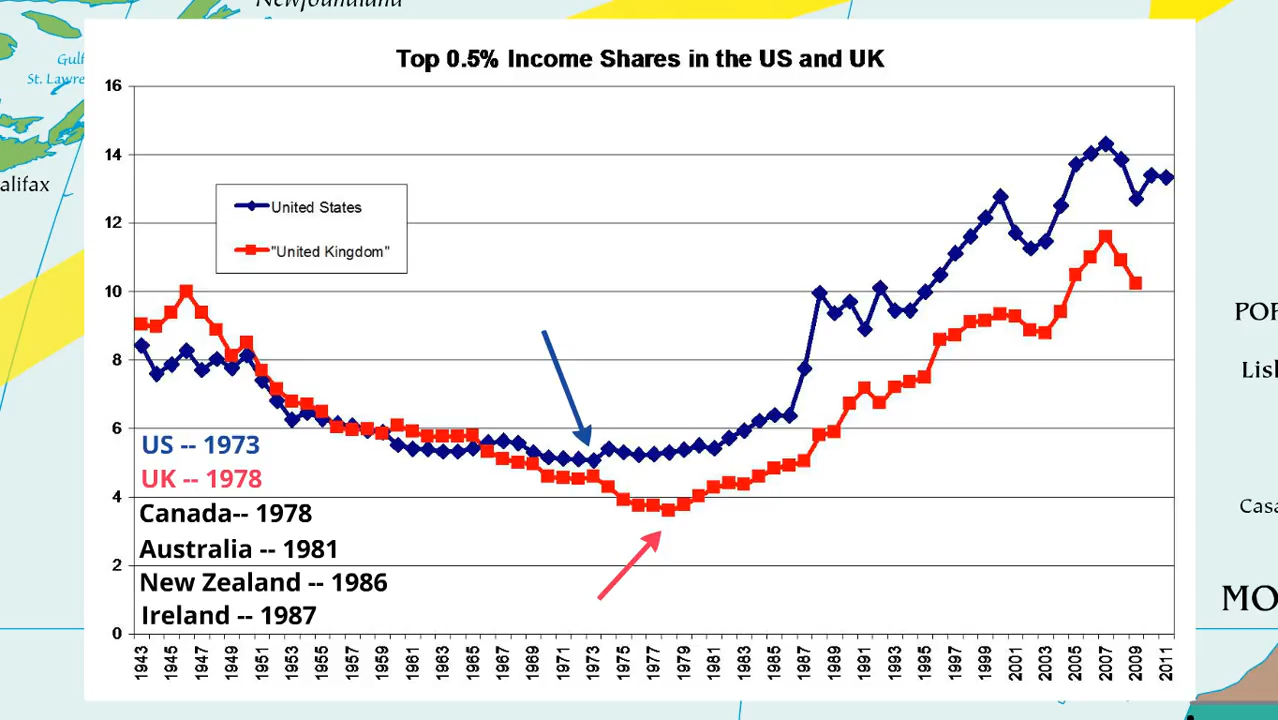 Newfoundland
Gulf
St. Lawre
alifax
Top 0.5% Income Shares in the US and UK
16
14
12
10
8
6
4
2
0
United States
"United Kingdom"
US -- 1973
UK -- 1978
Canada-- 1978
Australia -- 1981
New Zealand -- 1986
Ireland -- 1987
1943 1945 1947 1949 1951 1953 1955 1957 1959 1961 1963 1965 1967 1969 1971 1973 1975 1977 1979 1981 1983 1985 1987 1989 1991 1993 1995 1997 1999 2001 2003 2005 2007 2009 2011
POF
Lisl
Casa
MO